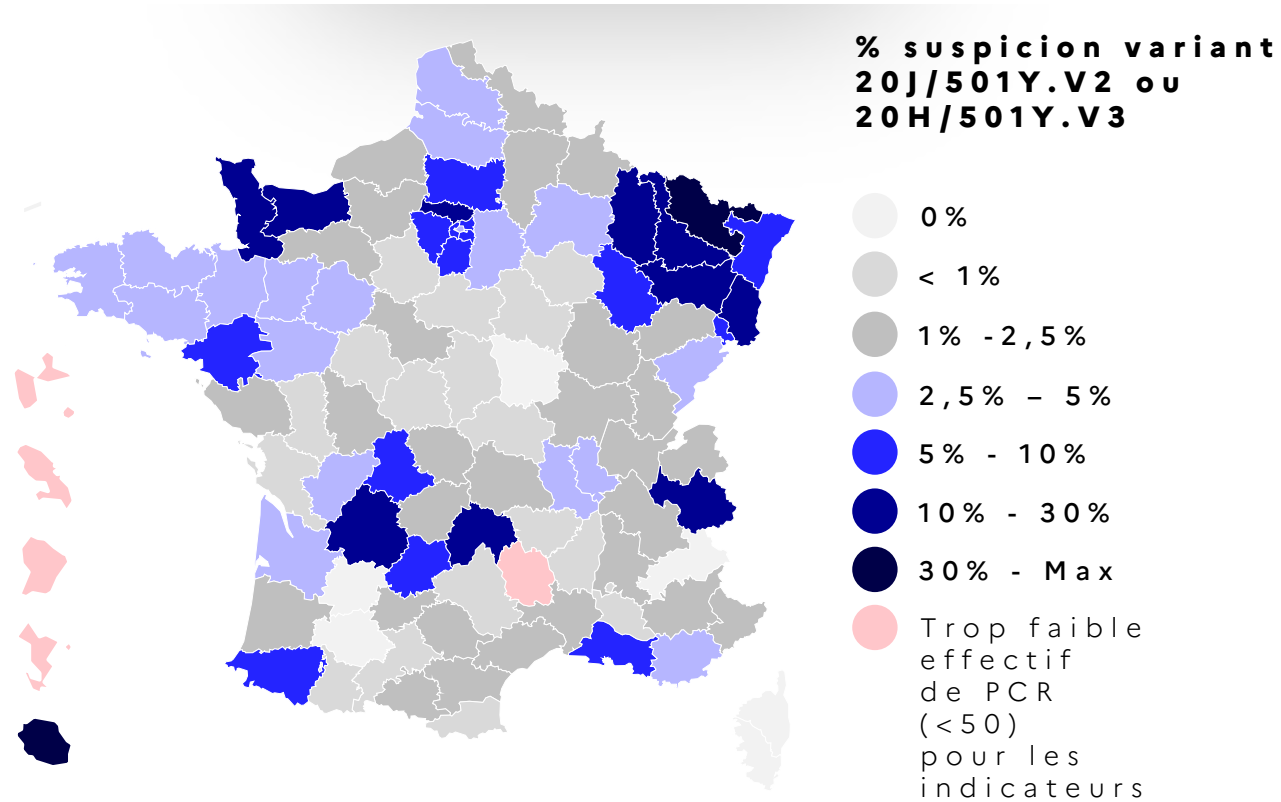 % suspicion variant
20J/501Y.V2 ou
20H/501Y.V3
0%
< 1%
1% -2,5%
2,5% – 5%
5% - 10%
10% - 30%
30% - Max
Trop faible
effectif
de PCR
(<50)
pour les
indicateurs